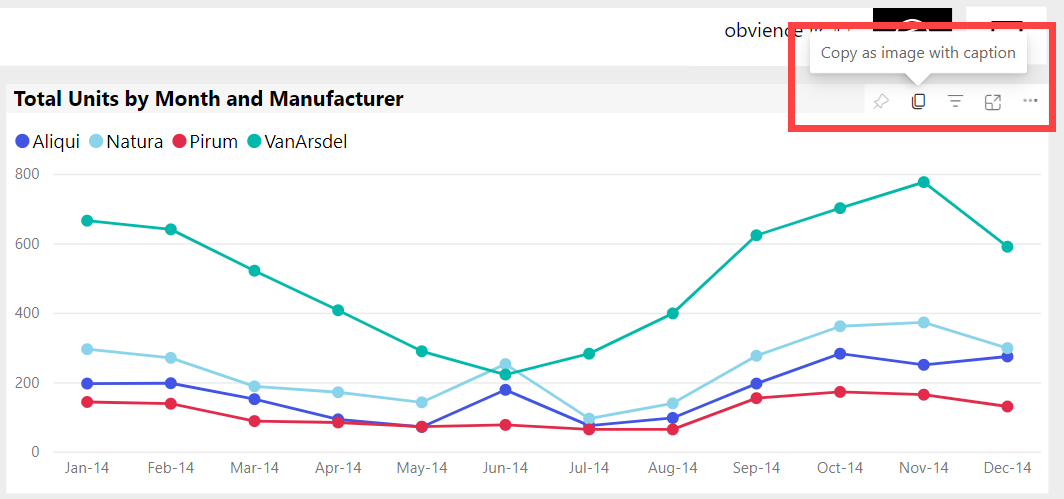 obvience
Copy as image with caption
Total Units by Month and Manufacturer
Aliqui Natura Pirum VanArsdel
800
600
400
200
0
Jan-14 Feb-14 Mar-14 Apr-14 May-14 Jun-14 Jul-14 Aug-14 Sep-14 Oct-14 Nov-14 Dec-14